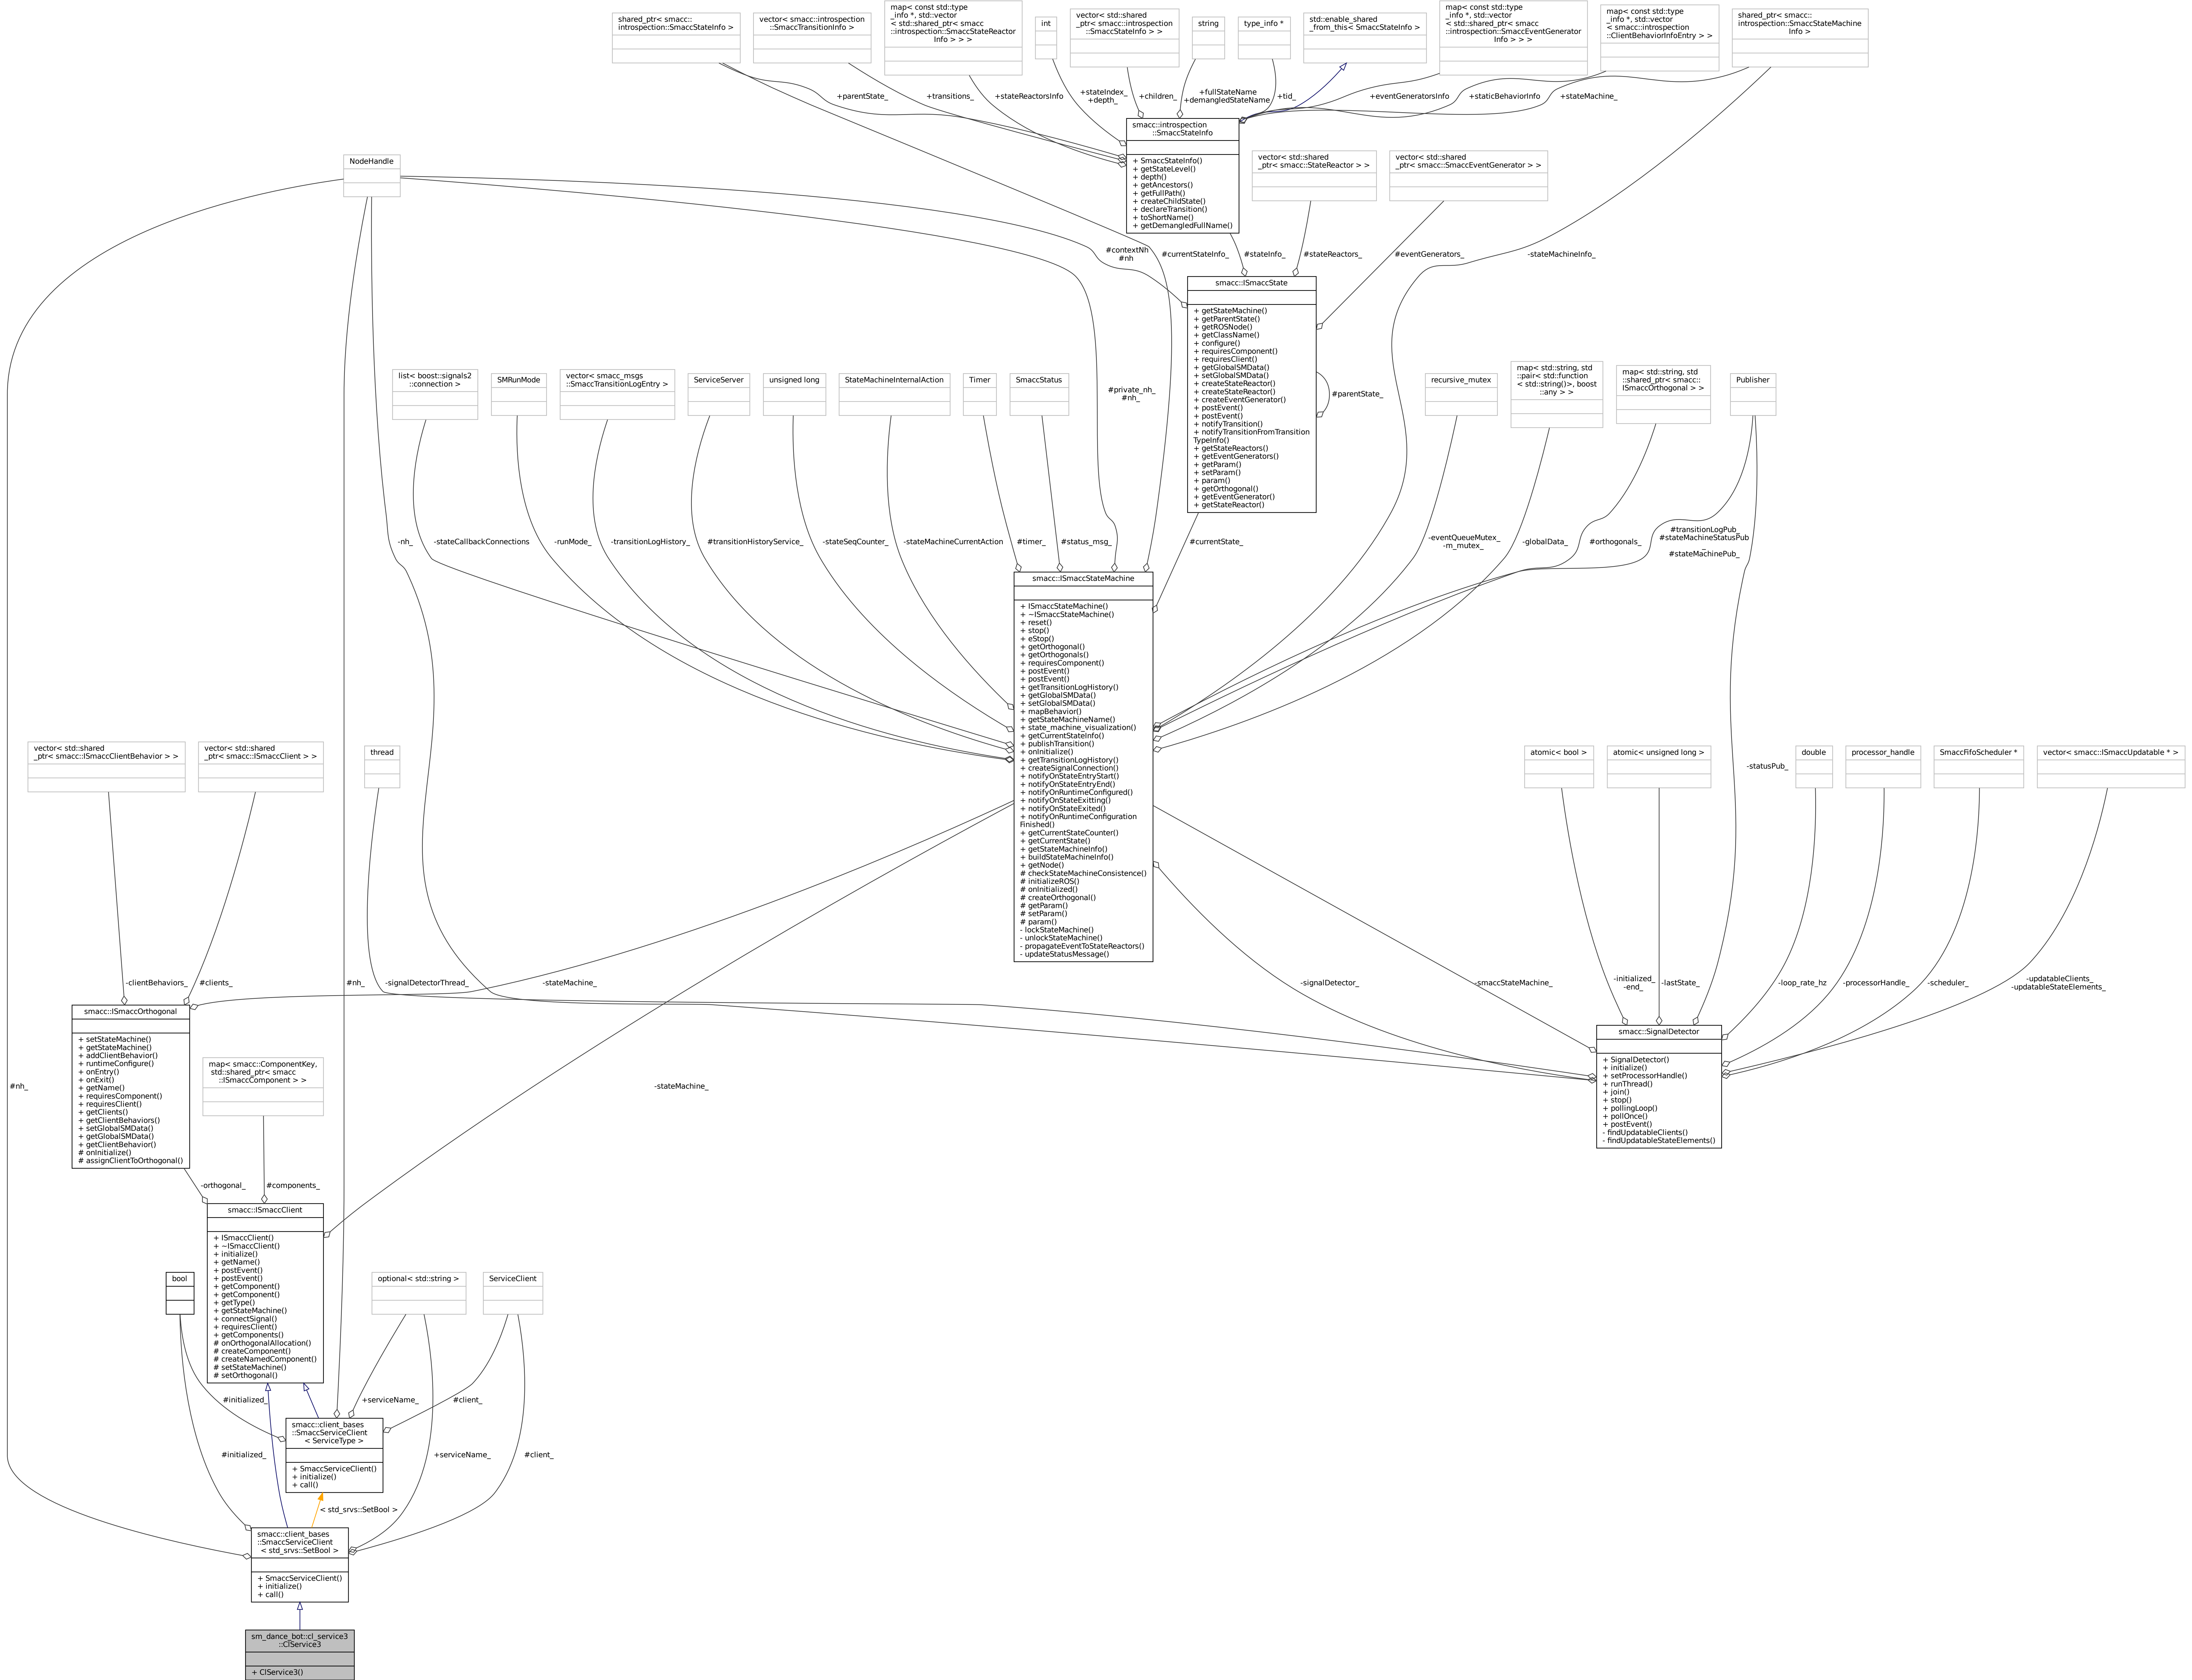 shared_ptr< smacc::
introspection::SmaccStateInfo >
vector< smacc::introspection
::SmaccTransitionInfo >
map< const std::type
_info *, std::vector
< std::shared_ptr< smacc
::introspection::SmaccStateReactor
Info > > >
int
vector< std::shared
_ptr< smacc::introspection
::SmaccStateInfo > >
string
type_info *
std::enable_shared
_from_this< SmaccStateInfo >
map< const std::type
_info *, std::vector
< std::shared_ptr< smacc
::introspection::SmaccEventGenerator
Info > > >
map< const std::type
_info *, std::vector
< smacc::introspection
::ClientBehaviorInfoEntry > >
shared_ptr< smacc::
introspection::SmaccStateMachine
Info >
+parentState_
+transitions_
+stateReactorsInfo
+stateIndex_
+depth_
+children_
+fullStateName
+demangledStateName
+tid_
+eventGeneratorsInfo
+staticBehaviorInfo
+stateMachine_
smacc::introspection
::SmaccStateInfo
+ SmaccStateInfo()
+ getStateLevel()
+ depth()
+ getAncestors()
+ getFullPath()
+ createChildState()
+ declareTransition()
+ toShortName()
+ getDemangledFullName()
vector< std::shared
_ptr< smacc::StateReactor > >
vector< std::shared
_ptr< smacc::SmaccEventGenerator > >
NodeHandle
#contextNh
#nh
#currentStateInfo_
#stateInfo_
#stateReactors_
#eventGenerators_
-stateMachineInfo_
smacc::ISmaccState
+ getStateMachine()
+ getParentState()
+ getROSNode()
+ getClassName()
+ configure()
+ requiresComponent()
+ requiresClient()
+ getGlobalSMData()
+ setGlobalSMData()
+ createStateReactor()
+ createStateReactor()
+ createEventGenerator()
+ postEvent()
+ postEvent()
+ notifyTransition()
+ notifyTransitionFromTransition
TypeInfo()
+ getStateReactors()
+ getEventGenerators()
+ getParam()
+ setParam()
+ param()
+ getOrthogonal()
+ getEventGenerator()
+ getStateReactor()
#parentState_
list< boost::signals2
::connection >
SMRunMode
vector< smacc_msgs
::SmaccTransitionLogEntry >
ServiceServer
unsigned long
StateMachineInternalAction
Timer
SmaccStatus
#private_nh_
#nh_
recursive_mutex
map< std::string, std
::pair< std::function
< std::string()>, boost
::any > >
map< std::string, std
::shared_ptr< smacc::
ISmaccOrthogonal > >
Publisher
-nh_
-stateCallbackConnections
-runMode_
-transitionLogHistory_
#transitionHistoryService_
-stateSeqCounter_
-stateMachineCurrentAction
#timer_
#status_msg_
#currentState_
-eventQueueMutex_
-m_mutex_
-globalData_
#orthogonals_
#transitionLogPub_
#stateMachineStatusPub
_
#stateMachinePub_
smacc::ISmaccStateMachine
+ ISmaccStateMachine()
+ ~ISmaccStateMachine()
+ reset()
+ stop()
+ eStop()
+ getOrthogonal()
+ getOrthogonals()
+ requiresComponent()
+ postEvent()
+ postEvent()
+ getTransitionLogHistory()
+ getGlobalSMData()
+ setGlobalSMData()
+ mapBehavior()
+ getStateMachineName()
+ state_machine_visualization()
+ getCurrentStateInfo()
+ publishTransition()
+ onInitialize()
+ getTransitionLogHistory()
+ createSignalConnection()
+ notifyOnStateEntryStart()
+ notifyOnStateEntryEnd()
+ notifyOnRuntimeConfigured()
+ notifyOnStateExitting()
+ notifyOnStateExited()
+ notifyOnRuntimeConfiguration
Finished()
+ getCurrentStateCounter()
+ getCurrentState()
+ getStateMachineInfo()
+ buildStateMachineInfo()
+ getNode()
# checkStateMachineConsistence()
# initializeROS()
# onInitialized()
# createOrthogonal()
# getParam()
# setParam()
# param()
- lockStateMachine()
- unlockStateMachine()
- propagateEventToStateReactors()
- updateStatusMessage()
vector< std::shared
_ptr< smacc::ISmaccClientBehavior > >
vector< std::shared
_ptr< smacc::ISmaccClient > >
thread
-statusPub_
atomic< bool >
atomic< unsigned long >
double
processor_handle
SmaccFifoScheduler *
vector< smacc::ISmaccUpdatable * >
-clientBehaviors_
#clients_
#nh_
-signalDetectorThread_
-stateMachine_
-signalDetector_
-smaccStateMachine_
-initialized_
-end_
-lastState_
-loop_rate_hz
-processorHandle_
-scheduler_
-updatableClients_
-updatableStateElements_
smacc::ISmaccOrthogonal
+ setStateMachine()
+ getStateMachine()
+ addClientBehavior()
+ runtimeConfigure()
+ onEntry()
+ onExit()
+ getName()
+ requiresComponent()
+ requiresClient()
+ getClients()
+ getClientBehaviors()
+ setGlobalSMData()
+ getGlobalSMData()
+ getClientBehavior()
# onInitialize()
# assignClientToOrthogonal()
smacc::SignalDetector
+ SignalDetector()
+ initialize()
+ setProcessorHandle()
+ runThread()
+ join()
+ stop()
+ pollingLoop()
+ pollOnce()
+ postEvent()
- findUpdatableClients()
- findUpdatableStateElements()
map< smacc::ComponentKey,
std::shared_ptr< smacc
::ISmaccComponent > >
#nh_
-stateMachine_
-orthogonal_
#components_
smacc::ISmaccClient
+ ISmaccClient()
+ ~ISmaccClient()
+ initialize()
+ getName()
+ postEvent()
+ postEvent()
+ getComponent()
+ getComponent()
+ getType()
+ getStateMachine()
+ connectSignal()
+ requiresClient()
+ getComponents()
# onOrthogonalAllocation()
# createComponent()
# createNamedComponent()
# setStateMachine()
# setOrthogonal()
bool
optional< std::string >
ServiceClient
#initialized_
+serviceName_
#client_
smacc::client_bases
::SmaccServiceClient
< ServiceType >
+ SmaccServiceClient()
+ initialize()
+ call()
#initialized_
+serviceName_
#client_
< std_srvs::SetBool >
smacc::client_bases
::SmaccServiceClient
< std_srvs::SetBool >
+ SmaccServiceClient()
+ initialize()
+ call()
sm_dance_bot::cl_service3
::ClService3
+ ClService3()